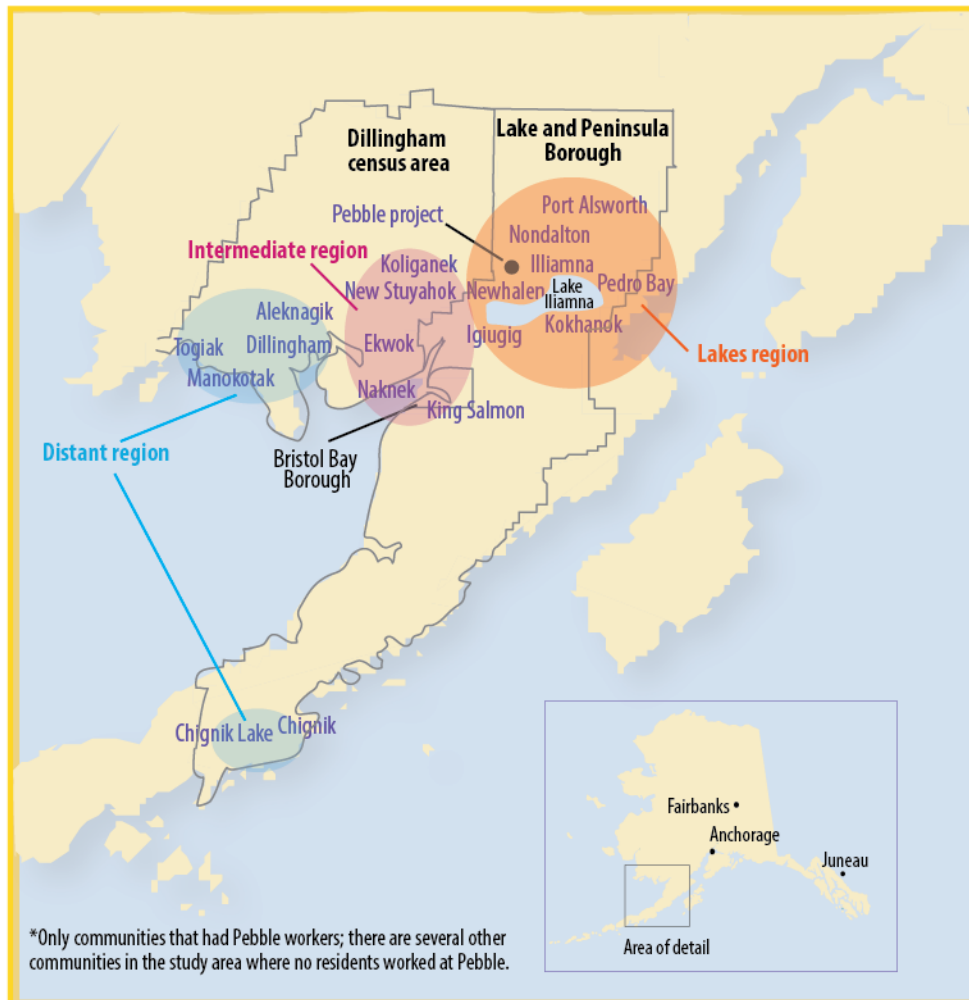 Dillingham
census area
Lake and Peninsula
Borough
Pebble project
Port Alsworth
Nondalton
Intermediate region
Koliganek
Illiamna
New Stuyahok
Newhalen
Lake
Iliamna
Pedro Bay
Aleknagik
Togiak
Dillingham
Ekwok
Igiugig
Kokhanok
Lakes region
Manokotak
Naknek
King Salmon
Distant region
Bristol Bay
Borough
Chignik Lake
Chignik
Fairbanks
Anchorage
Juneau
Area of detail
*Only communities that had Pebble workers; there are several other
communities in the study area where no residents worked at Pebble.